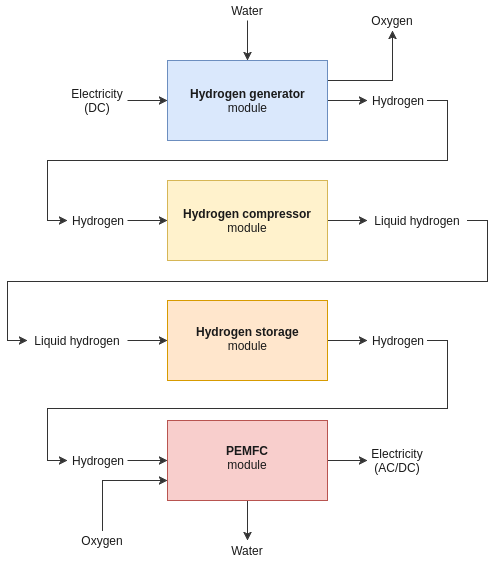 Water
Oxygen
Electricity
(DC)
Hydrogen generator
module
Hydrogen
Hydrogen
Hydrogen compressor
module
Liquid hydrogen
Liquid hydrogen
Hydrogen storage
module
Hydrogen
Hydrogen
PEMFC
module
Electricity
(AC/DC)
Oxygen
Water